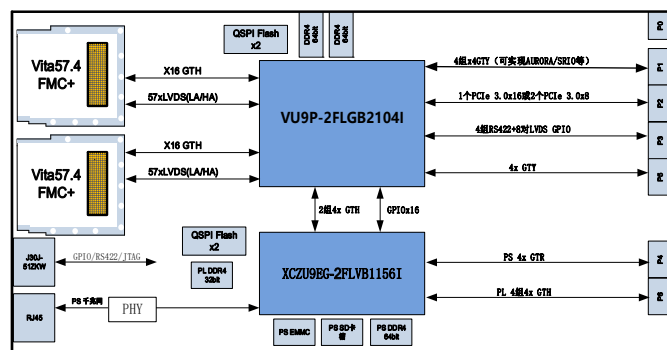 QSPI Flash
x2
DDR4
64bit
DDR4
64bit
P0
Vita57.4
FMC+
X16 GTH
57xLVDS(LA/HA)
VU9P-2FLGB2104I
4组x4GTY（可实现AURORA/SRIO等）
P1
1个PCIe 3.0x16或2个PCIe 3.0x8
P2
4组RS422+8对LVDS GPIO
P3
4x GTY
P5
Vita57.4
FMC+
X16 GTH
57xLVDS(LA/HA)
2组4x GTH
GPIOx16
QSPI Flash
x2
J30J-
51ZKW
GPIO/RS422/JTAG
PL DDR4
32bit
XCZU9EG-2FLVB1156I
PS 4x GTR
P4
PL 4组4x GTH
P6
RJ45
PS 千兆网
PHY
PS EMMC
PS SD卡
槽
PS DDR4
64bit